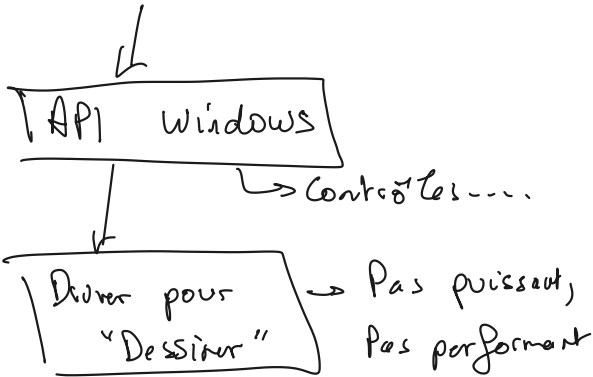 API Windows
Contrôles.....
Driver pour
"Dessiner"
Pas puissant,
Pas performant